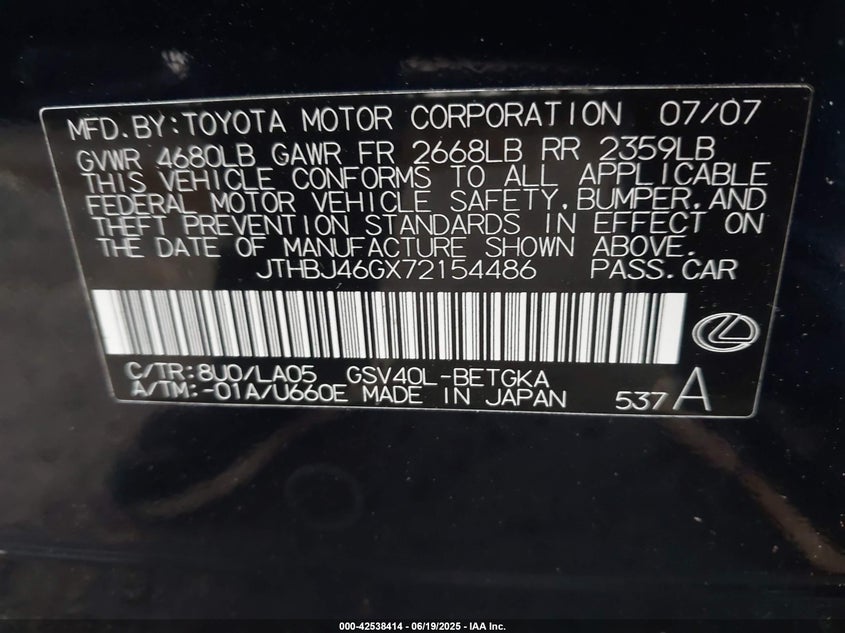 MFD.BY:TOYOTA MOTOR CORPORATION 07/07
GVWR 4680LB GAWR FR 2668LB RR 2359LB
THIS VEHICLE CONFORMS TO ALL APPLICABLE
FEDERAL MOTOR VEHICLE SAFETY,BUMPER,AND
THEFT PREVENTION STANDARDS IN EFFECT ON
THE DATE OF MANUFACTURE SHOWN ABOVE.
JTHBJ46GX72154486 PASS.CAR
C/TR:8U0/LA05 GSV40L-BETGKA
A/TM:-01A/U660E MADE IN JAPAN 537A
000-42538414 - 06/19/2025 - IAA Inc.